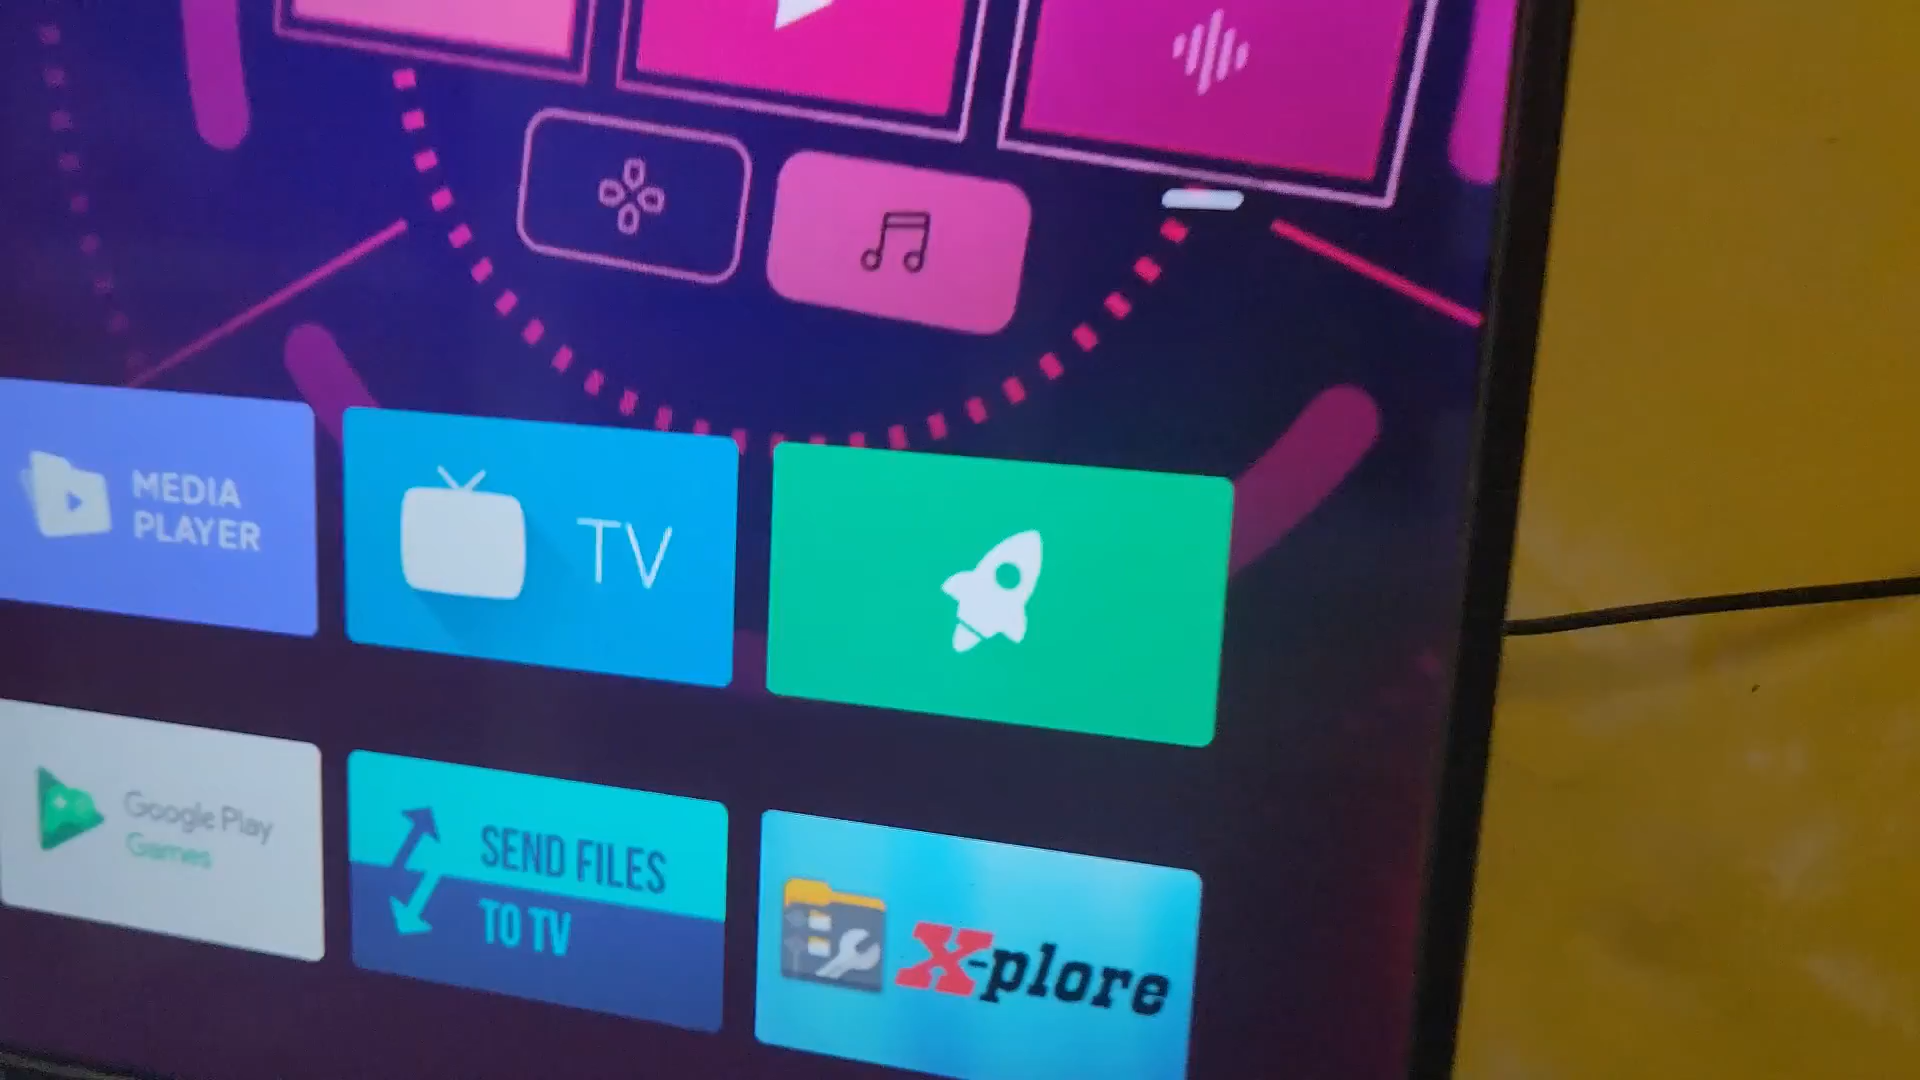 MEDIA
PLAYER
TV
Google Play
Games
SEND FILES
TO TV
X-plore